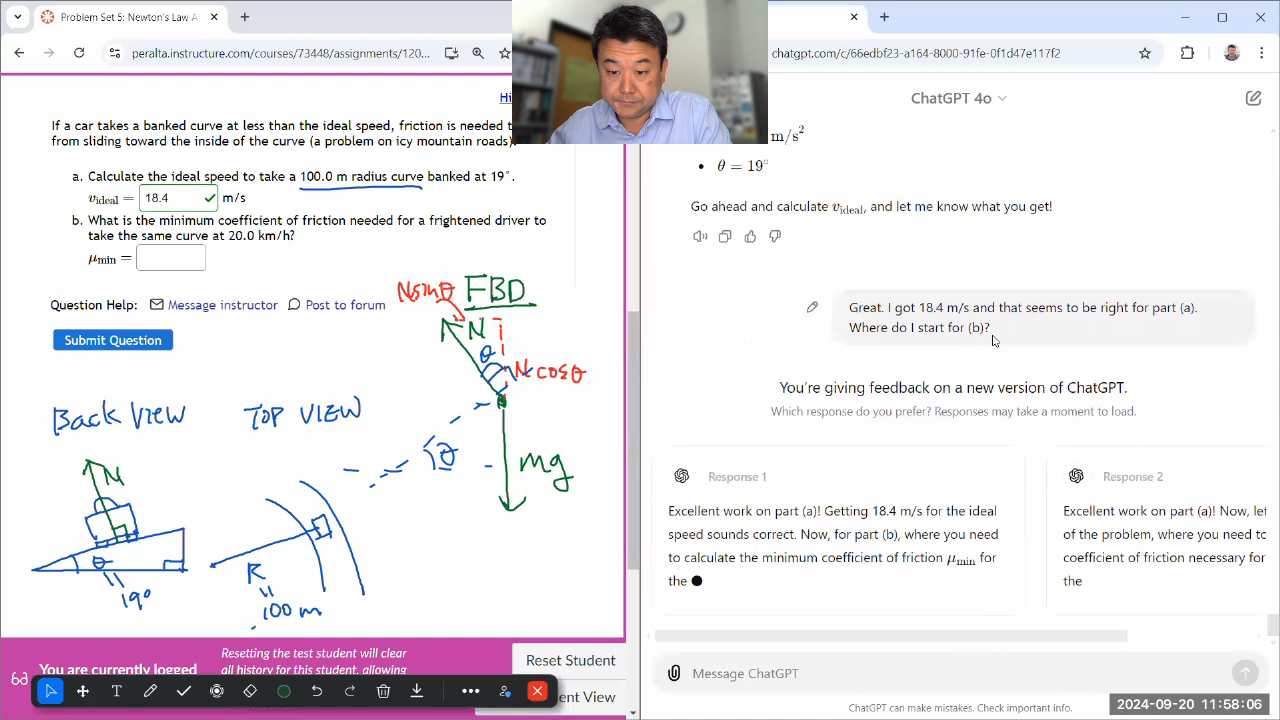 Problem Set 5: Newton's Law A
peralta.instructure.com/courses/73448/assignments/120...
chatgpt.com/c/66edbf23-a164-8000-91fe-0f1d47e117f2
If a car takes a banked curve at less than the ideal speed, friction is needed
from sliding toward the inside of the curve (a problem on icy mountain roads).
a. Calculate the ideal speed to take a 100.0 m radius curve banked at 19°.
v_ideal = 18.4 m/s
b. What is the minimum coefficient of friction needed for a frightened driver to
take the same curve at 20.0 km/h?
μ_min =
Question Help: Message instructor Post to forum
Submit Question
FBD
N sinθ
N
θ
N cosθ
θ
mg
Back View
TOP VIEW
N
θ
19°
R
100 m
You are currently logged
Resetting the test student will clear
all history for this student, allowing
Reset Student
ent View
ChatGPT 4o
m/s²
• θ = 19°
Go ahead and calculate v_ideal, and let me know what you get!
Great. I got 18.4 m/s and that seems to be right for part (a).
Where do I start for (b)?
You're giving feedback on a new version of ChatGPT.
Which response do you prefer? Responses may take a moment to load.
Response 1
Excellent work on part (a)! Getting 18.4 m/s for the ideal
speed sounds correct. Now, for part (b), where you need
to calculate the minimum coefficient of friction μ_min for
the
Response 2
Excellent work on part (a)! Now, let
of the problem, where you need to
coefficient of friction necessary for
the
Message ChatGPT
ChatGPT can make mistakes. Check important info.
2024-09-20 11:58:06